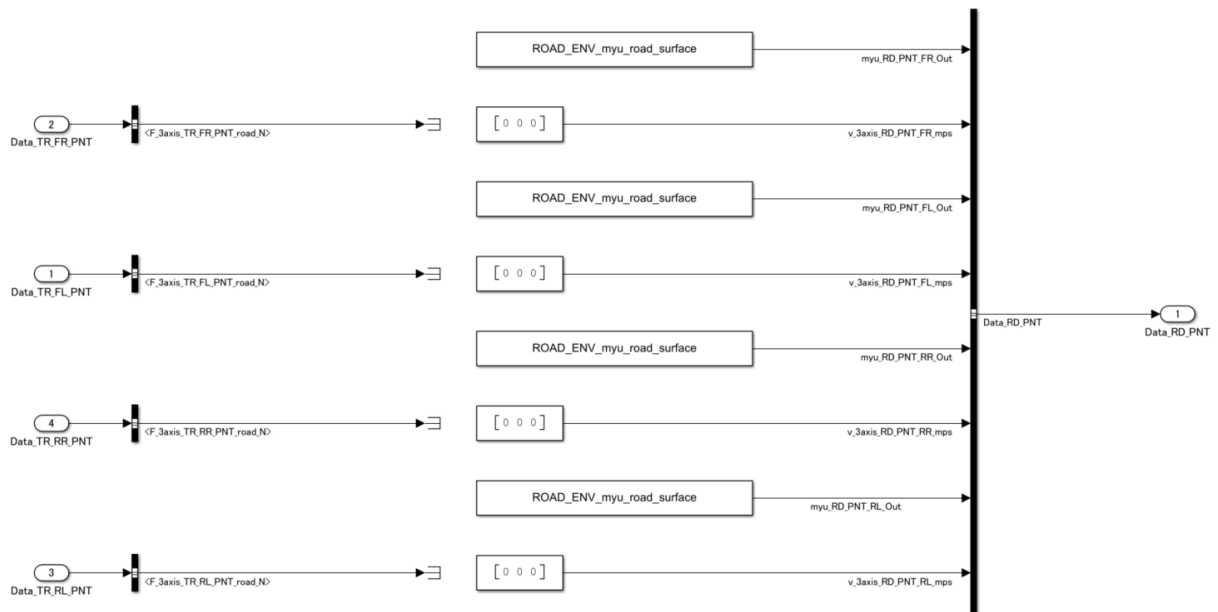 ROAD_ENV_myu_road_surface
myu_RD_PNT_FR_Out
2
Data_TR_FR_PNT
<F_3axis_TR_FR_PNT_road_N>
[0 0 0]
v_3axis_RD_PNT_FR_mps
ROAD_ENV_myu_road_surface
myu_RD_PNT_FL_Out
1
Data_TR_FL_PNT
<F_3axis_TR_FL_PNT_road_N>
[0 0 0]
v_3axis_RD_PNT_FL_mps
Data_RD_PNT
1
Data_RD_PNT
ROAD_ENV_myu_road_surface
myu_RD_PNT_RR_Out
4
Data_TR_RR_PNT
<F_3axis_TR_RR_PNT_road_N>
[0 0 0]
v_3axis_RD_PNT_RR_mps
ROAD_ENV_myu_road_surface
myu_RD_PNT_RL_Out
3
Data_TR_RL_PNT
<F_3axis_TR_RL_PNT_road_N>
[0 0 0]
v_3axis_RD_PNT_RL_mps